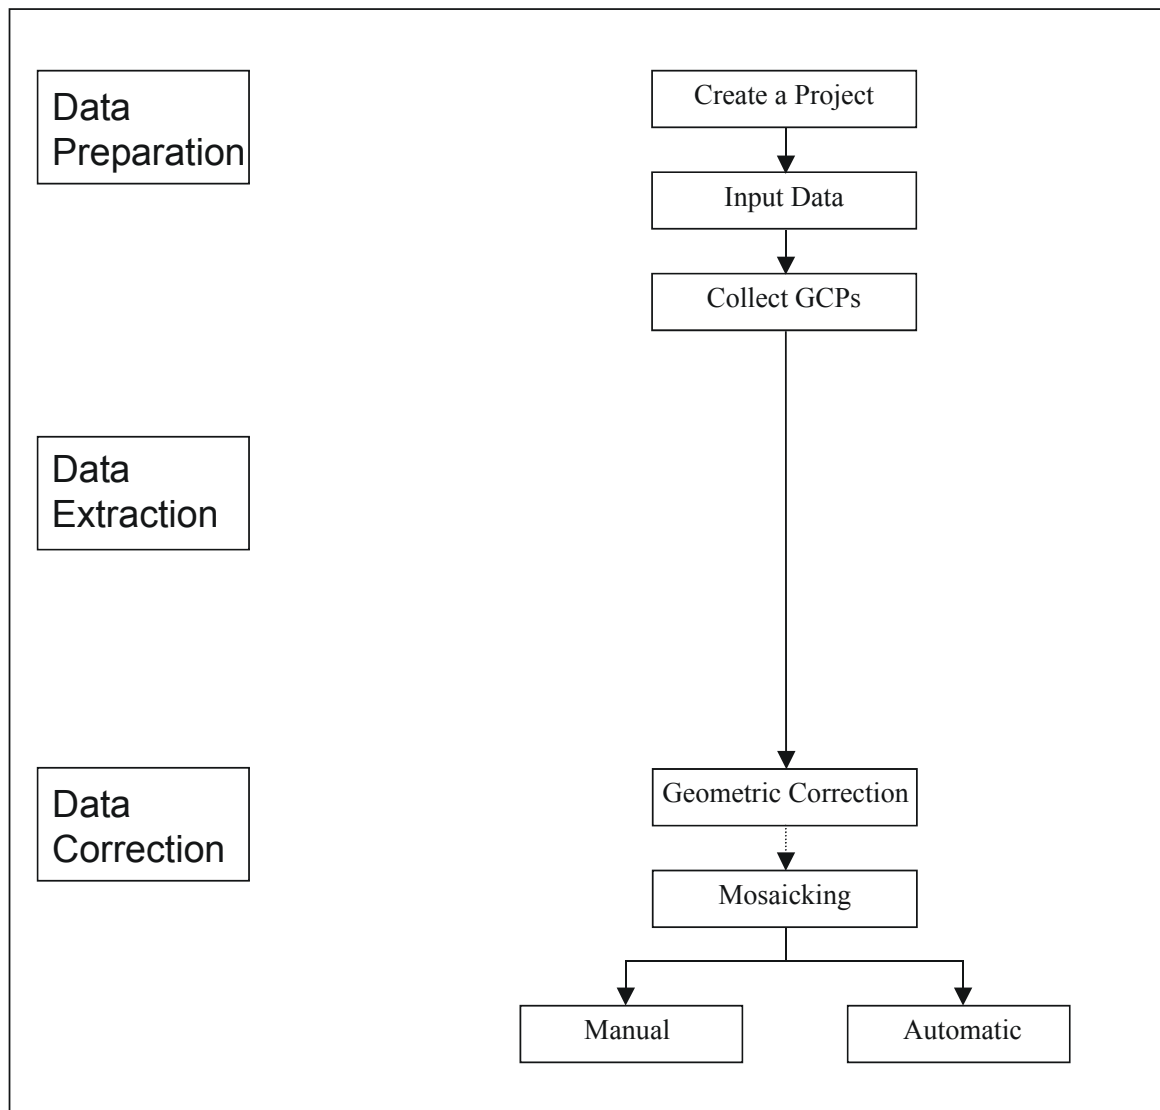 Data
Preparation
Create a Project
Input Data
Collect GCPs
Data
Extraction
Data
Correction
Geometric Correction
Mosaicking
Manual
Automatic